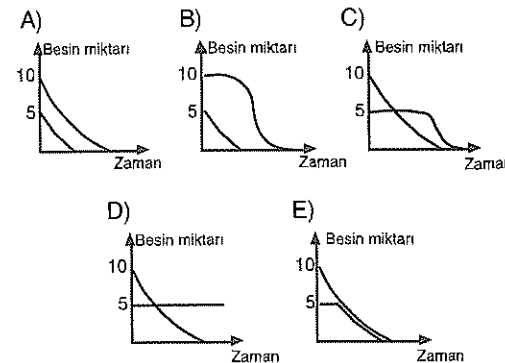 A)
Besin miktarı
10
5
Zaman
B)
Besin miktarı
10
5
Zaman
C)
Besin miktarı
10
5
Zaman
D)
Besin miktarı
10
5
Zaman
E)
Besin miktarı
10
5
Zaman